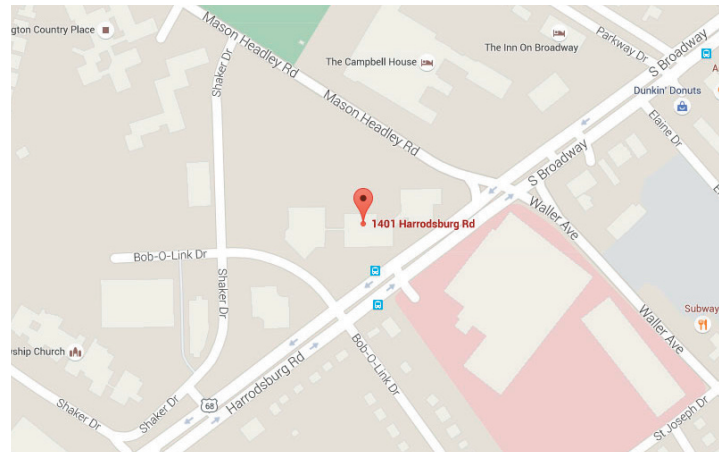 ngton Country Place
Shaker Dr
Mason Headley Rd
The Campbell House
The Inn On Broadway
Parkway Dr
S Broadway
Dunkin' Donuts
Elaine Dr
Mason Headley Rd
S Broadway
1401 Harrodsburg Rd
Waller Ave
Bob-O-Link Dr
Shaker Dr
Waller Ave
Subway
wship Church
Harrodsburg Rd
Bob-O-Link Dr
68
Shaker Dr
Shaker Dr
St Joseph Dr